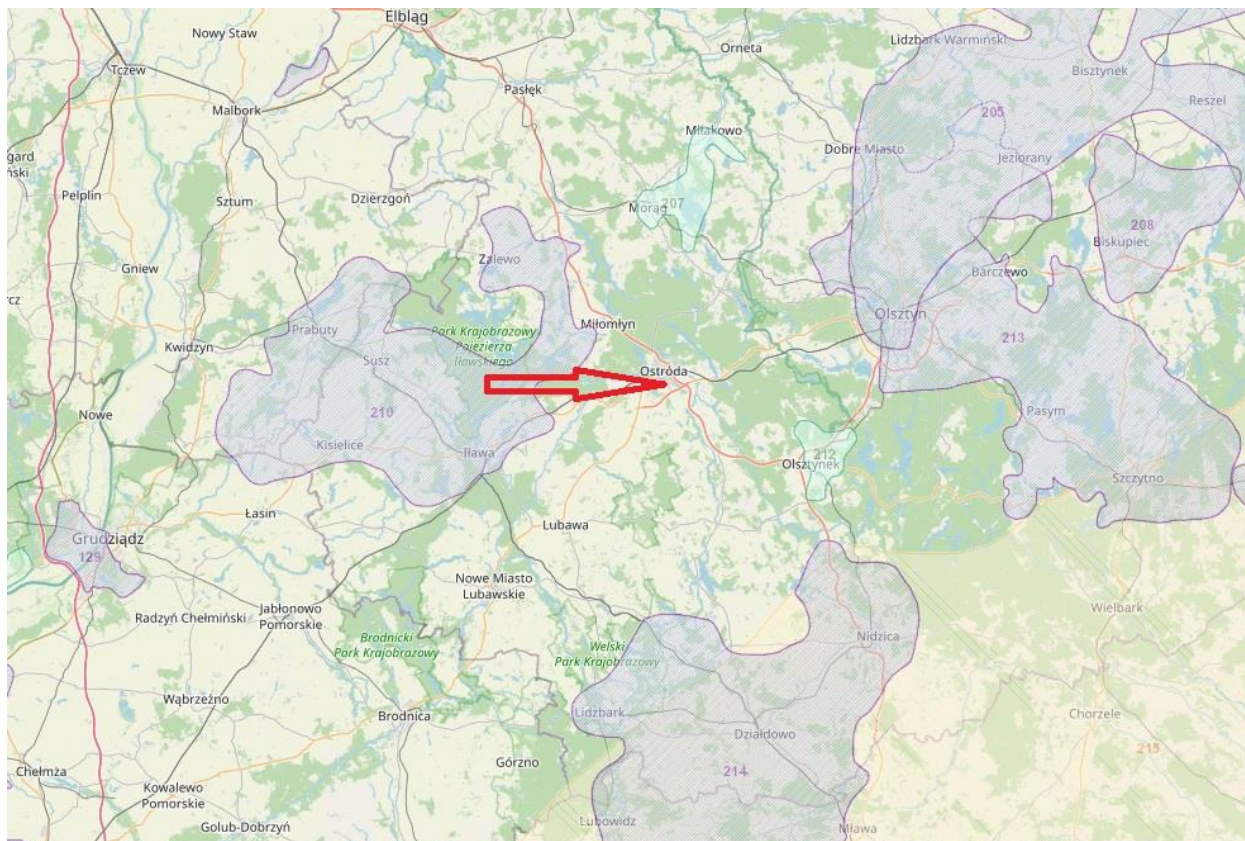 Elbląg
Nowy Staw
Lidzbark Warmiński
Orneta
Tczew
Bisztynek
Pasłęk
Reszel
Malbork
205
Miłakowo
Dobre Miasto
gard
ński
Jeziorany
Pelplin
Sztum
Dzierzgoń
Morąg
207
208
Biskupiec
Zalewo
Gniew
Barczewo
cz
Olsztyn
Prabuty
Park Krajobrazowy
Pojezierza
Iławskiego
Miłomłyn
213
Kwidzyn
Susz
Ostróda
210
Nowe
Pasym
Kisielice
Iława
212
Olsztynek
Szczytno
Łasin
Lubawa
Grudziądz
129
Nowe Miasto
Lubawskie
Wielbark
Radzyń Chełmiński
Jabłonowo
Pomorskie
Nidzica
Brodnicki
Park Krajobrazowy
Welski
Park Krajobrazowy
Wąbrzeźno
Brodnica
Lidzbark
Chorzele
Działdowo
215
Górzno
Chełmża
214
Kowalewo
Pomorskie
Lubowidz
Golub-Dobrzyń
Mława